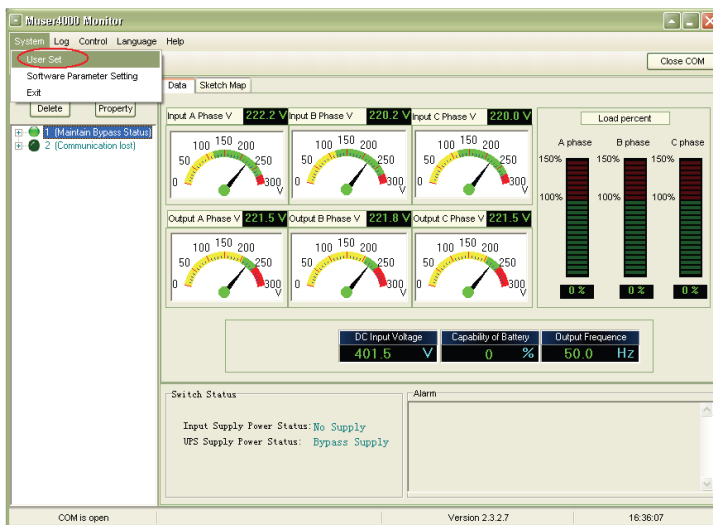 Muser4000 Monitor
System Log Control Language Help
User Set
Software Parameter Setting
Exit
Close COM
Data Sketch Map
Delete Property
1 (Maintain Bypass Status)
2 (Communication lost)
Input A Phase V 222.2 V Input B Phase V 220.2 V Input C Phase V 220.0 V
0 50 100 150 200 250 300 V
0 50 100 150 200 250 300 V
0 50 100 150 200 250 300 V
Output A Phase V 221.5 V Output B Phase V 221.8 V Output C Phase V 221.5 V
0 50 100 150 200 250 300 V
0 50 100 150 200 250 300 V
0 50 100 150 200 250 300 V
Load percent
A phase B phase C phase
150% 150% 150%
100% 100% 100%
0 % 0 % 0 %
DC Input Voltage Capability of Battery Output Frequence
401.5 V 0 % 50.0 Hz
Switch Status
Input Supply Power Status: No Supply
UPS Supply Power Status: Bypass Supply
Alarm
COM is open Version 2.3.2.7 16:36:07